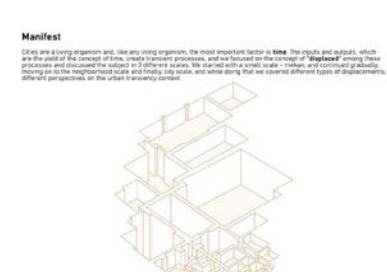 Manifest
Cities are a living organism and, like any living organism, the most important factor is time. The inputs and outputs, which
are the yield of the concept of time, create transient processes, and we focused on the concept of "displaced" among these
processes and discussed the subject in 3 different scales. We started with a small scale - mekan, and continued gradually,
moving on to the neighborhood scale and finally, city scale, and while doing that we covered different types of displacements,
different perspectives on the urban transiency context.